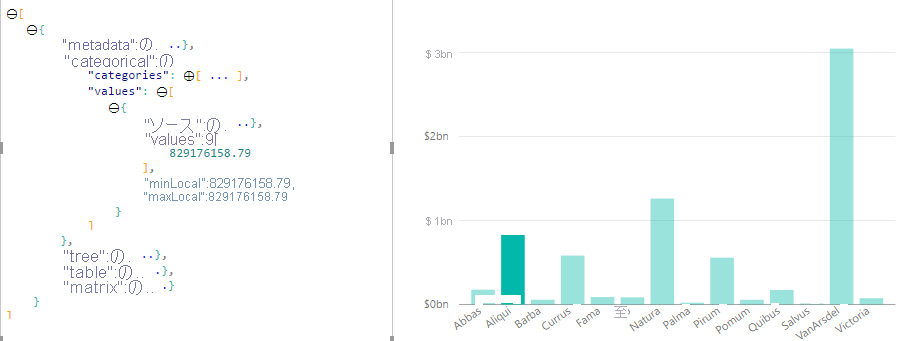 [
{
"metadata":の. ..},
"categorical":の
"categories": [ ... ],
"values": [
{
"ソース":の. ..},
"values":9[
829176158.79
],
"minLocal":829176158.79,
"maxLocal":829176158.79
}
]
},
"tree":の. ..},
"table":の.. .},
"matrix":の.. .}
}
]
$ 3bn
$2bn
$ 1bn
$0bn
Abbas
Aliqui
Barba
Currus
Fama
至
Natura
Palma
Pirum
Pomum
Quibus
Salvus
VanArsdel
Victoria